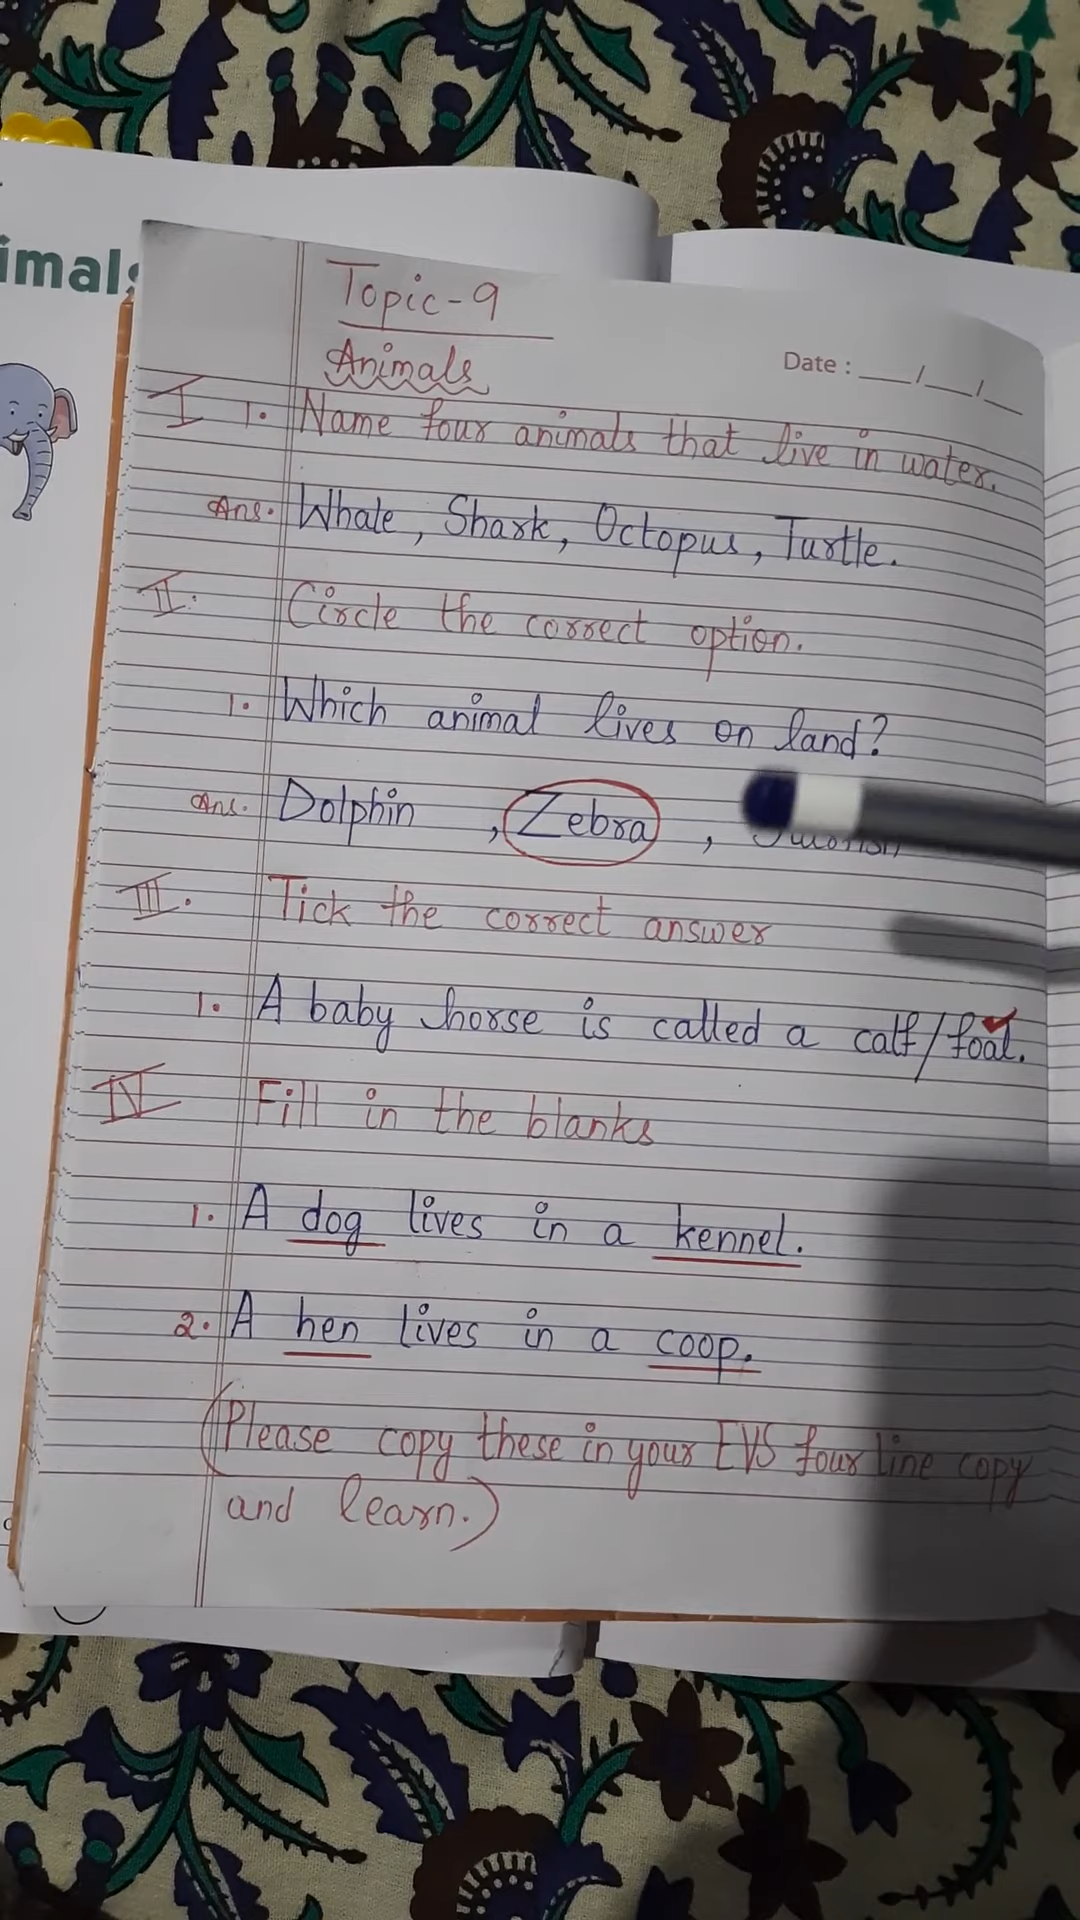 imals
Topic-9
Animals
Date : ___/___/___
I 1. Name four animals that live in water.
Ans. Whale, Shark, Octopus, Turtle.
II. Circle the correct option.
1. Which animal lives on land?
Ans. Dolphin , Zebra ,
III. Tick the correct answer
1. A baby horse is called a calf/foal.
IV Fill in the blanks
1. A dog lives in a kennel.
2. A hen lives in a coop.
(Please copy these in your EVS four line copy
and learn.)